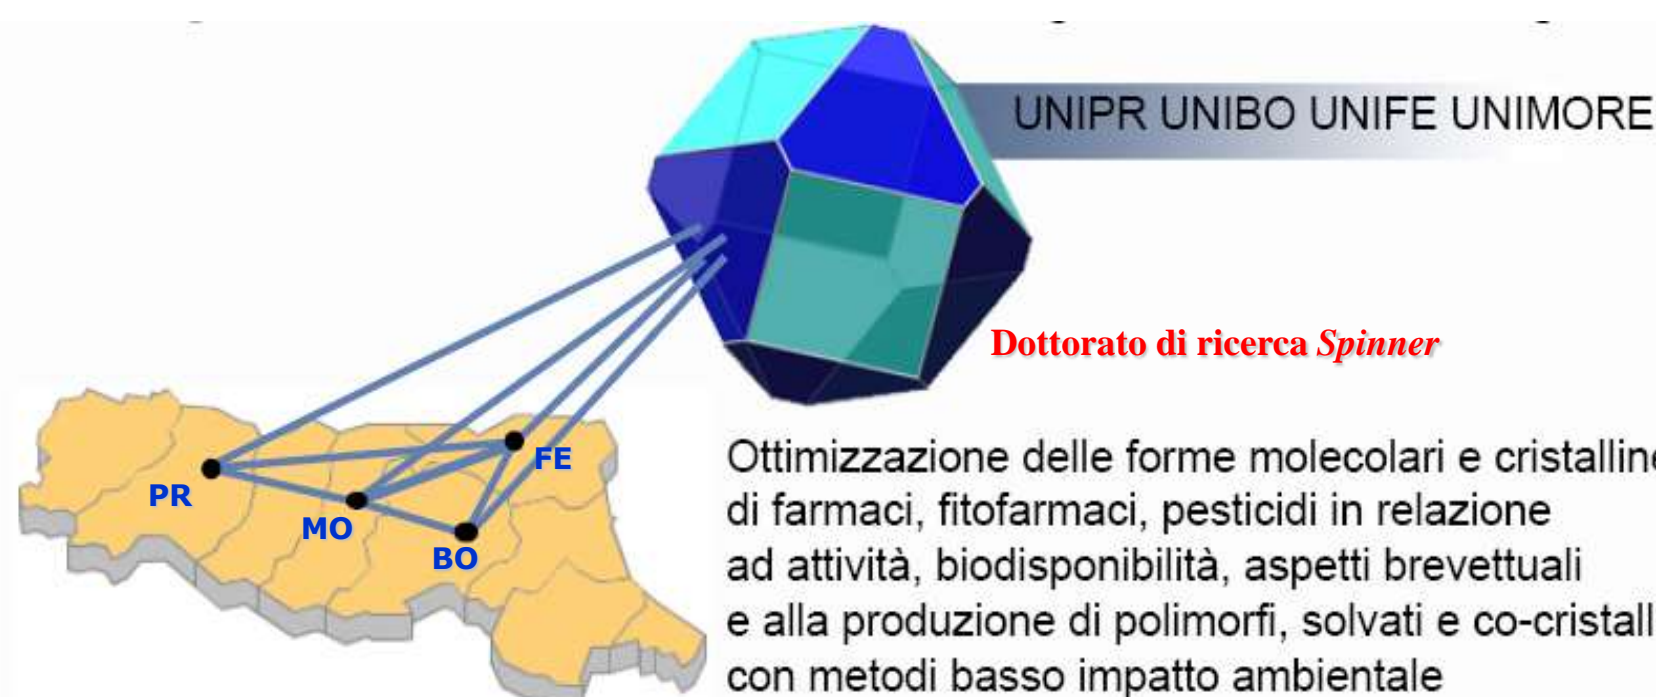 UNIPR UNIBO UNIFE UNIMORE
Dottorato di ricerca Spinner
FE
PR
MO
BO
Ottimizzazione delle forme molecolari e cristalline
di farmaci, fitofarmaci, pesticidi in relazione
ad attività, biodisponibilità, aspetti brevettuali
e alla produzione di polimorfi, solvati e co-cristall
con metodi basso impatto ambientale